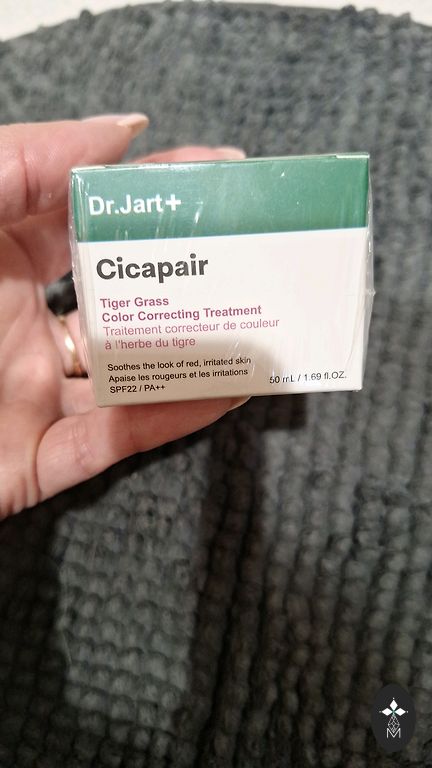 Dr.Jart+
Cicapair
Tiger Grass
Color Correcting Treatment
Traitement correcteur de couleur
à l'herbe du tigre
Soothes the look of red, irritated skin
Apaise les rougeurs et les irritations
SPF22 / PA++
50 mL / 1.69 fl.OZ.
M